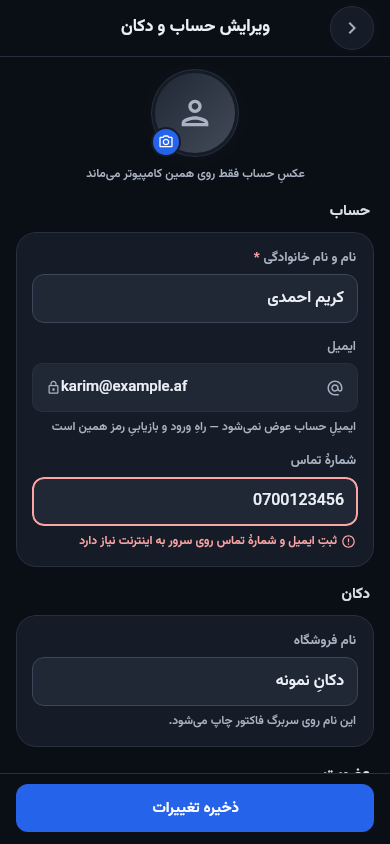 ویرایش حساب و دکان
عکسِ حساب فقط روی همین کامپیوتر می‌ماند
حساب
نام و نام خانوادگی *
کریم احمدی
ایمیل
karim@example.af
ایمیلِ حساب عوض نمی‌شود — راهِ ورود و بازیابیِ رمز همین است
شمارهٔ تماس
0700123456
ثبتِ ایمیل و شمارهٔ تماس روی سرور به اینترنت نیاز دارد
دکان
نام فروشگاه
دکانِ نمونه
این نام روی سربرگ فاکتور چاپ می‌شود.
ذخیره تغییرات